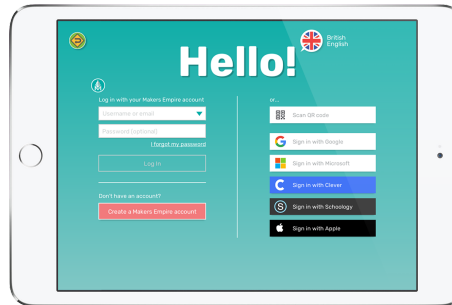 British
English
Hello!
Log in with your Makers Empire account
Username or email
Password (optional)
I forgot my password
Log in
Don't have an account?
Create a Makers Empire account
or...
Scan QR code
Sign in with Google
Sign in with Microsoft
Sign in with Clever
Sign in with Schoology
Sign in with Apple